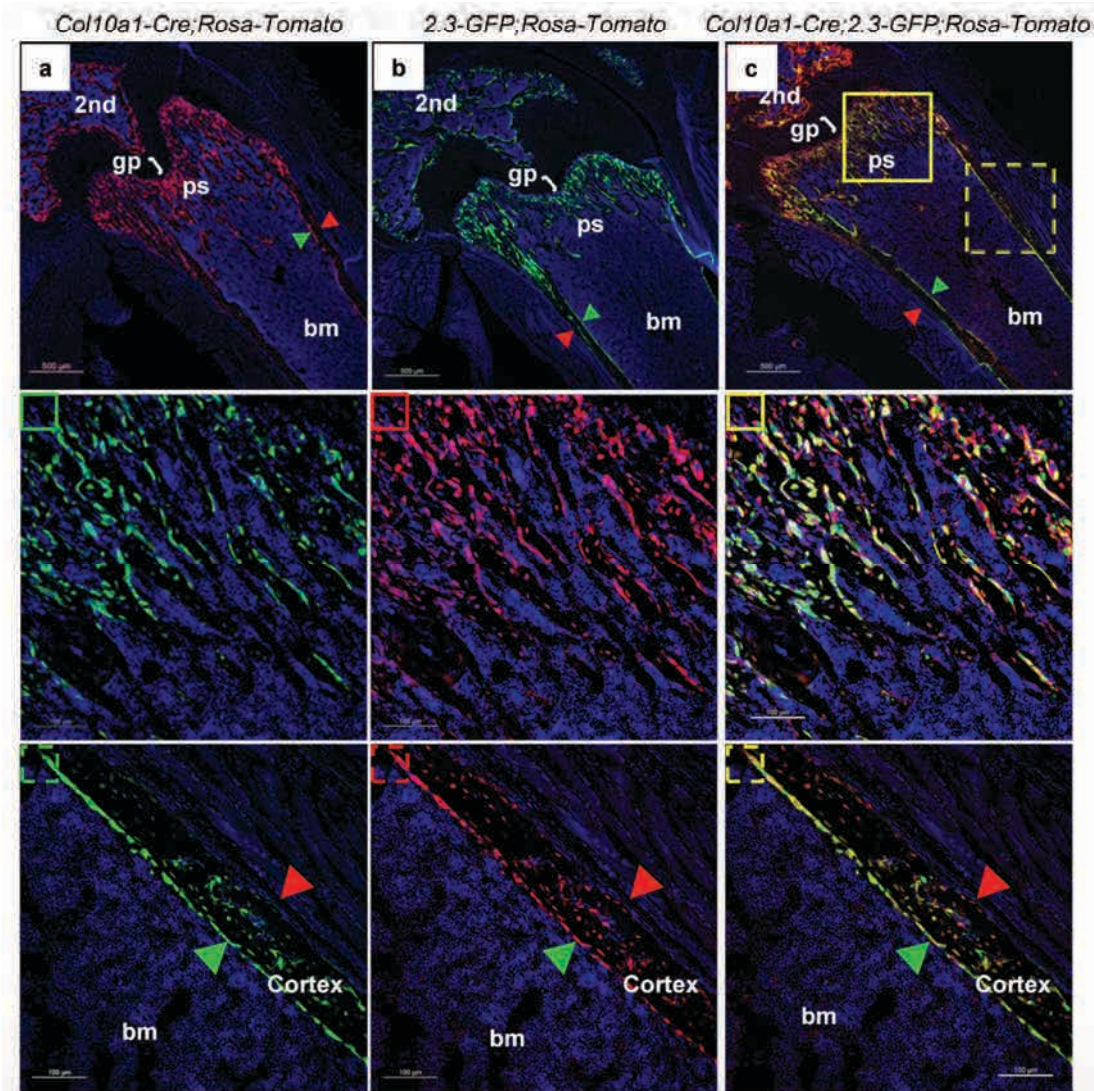 Col10a1-Cre;Rosa-Tomato 2.3-GFP;Rosa-Tomato Col10a1-Cre;2.3-GFP;Rosa-Tomato
a b c
2nd 2nd
gp gp gp
ps ps ps
bm bm bm
500 µm 500 µm 500 µm
100 µm 100 µm 100 µm
Cortex Cortex Cortex
bm bm bm
100 µm 100 µm 100 µm